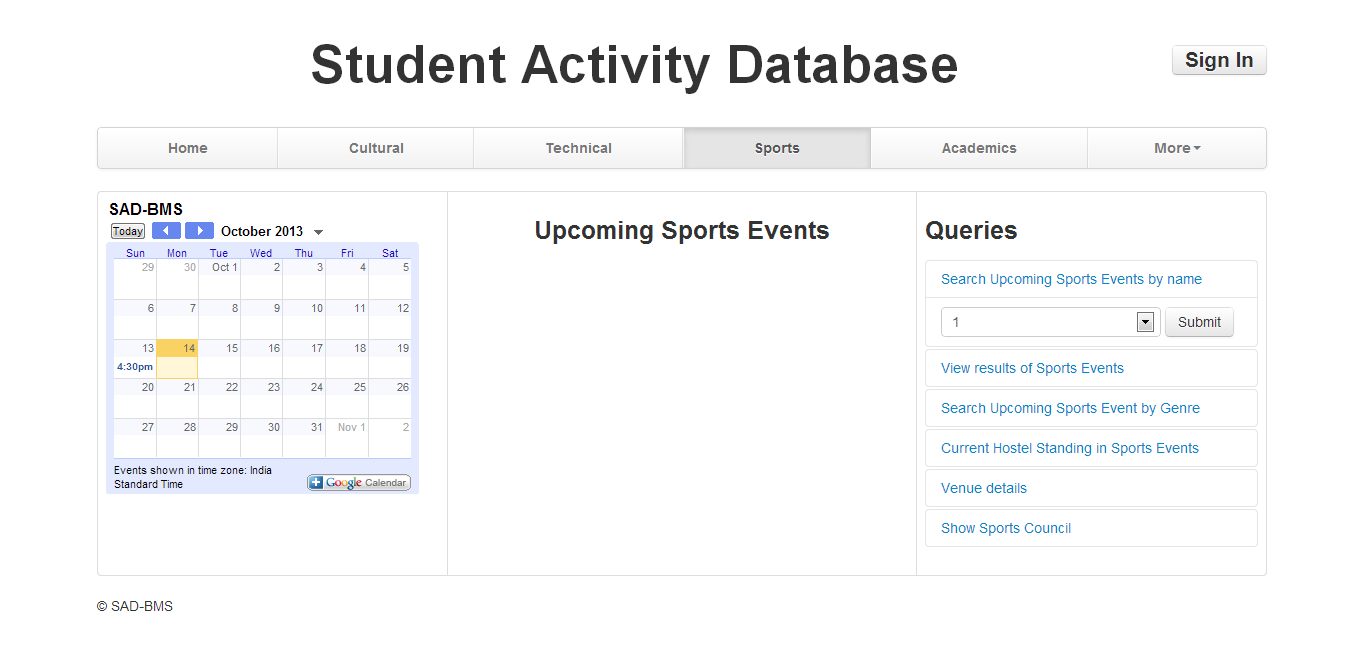 Student Activity Database
Sign In
Home Cultural Technical Sports Academics More
SAD-BMS
Today October 2013
Sun Mon Tue Wed Thu Fri Sat
29 30 Oct 1 2 3 4 5
6 7 8 9 10 11 12
13 14 15 16 17 18 19
4:30pm
20 21 22 23 24 25 26
27 28 29 30 31 Nov 1 2
Events shown in time zone: India
Standard Time
Google Calendar
Upcoming Sports Events
Queries
Search Upcoming Sports Events by name
1 Submit
View results of Sports Events
Search Upcoming Sports Event by Genre
Current Hostel Standing in Sports Events
Venue details
Show Sports Council
© SAD-BMS